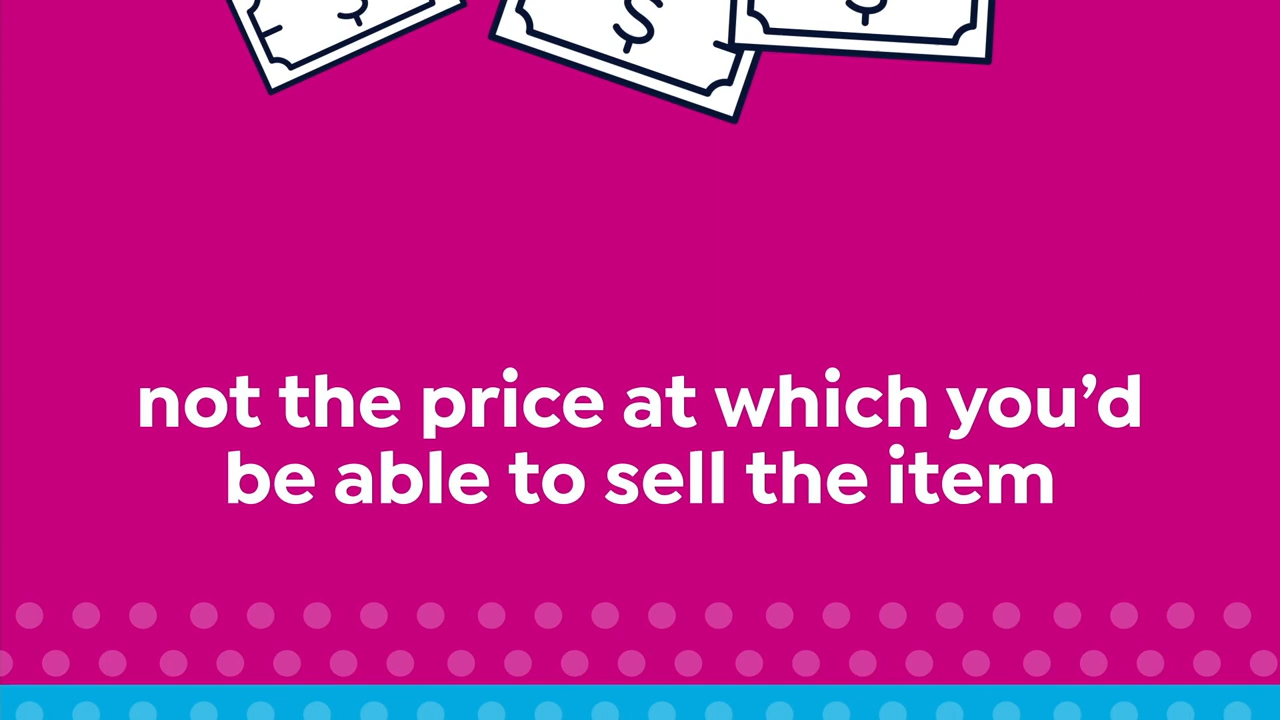 $ $ $
not the price at which you’d
be able to sell the item